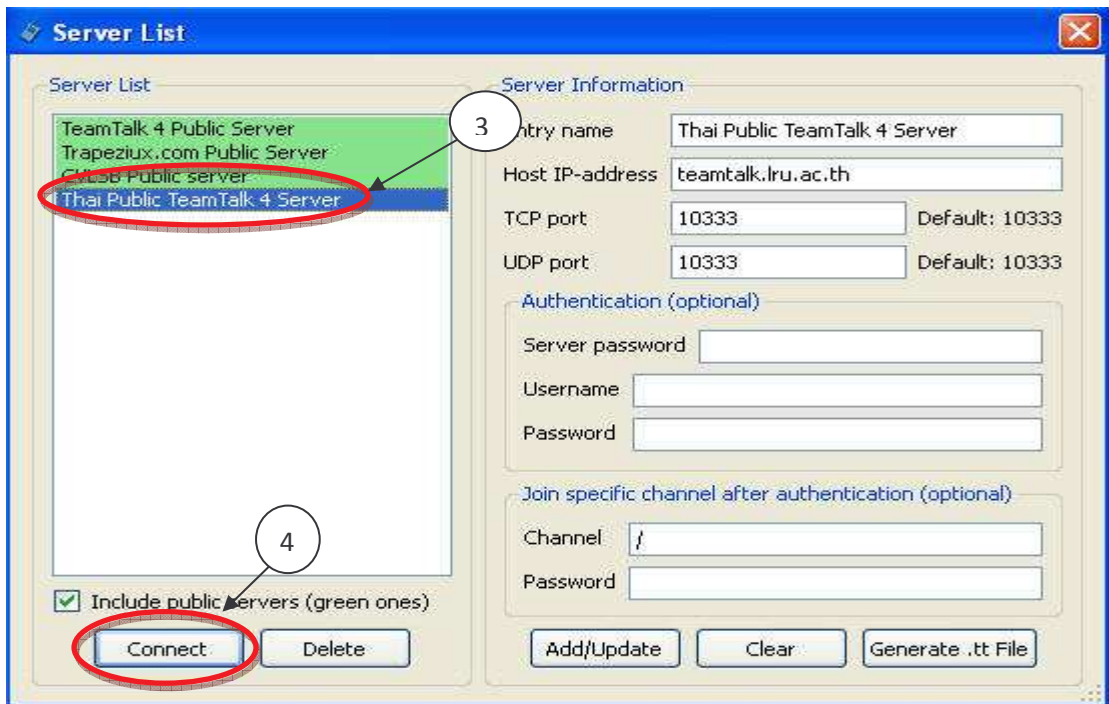 Server List
Server List
TeamTalk 4 Public Server
Trapeziux.com Public Server
Public server
Thai Public TeamTalk 4 Server
3
4
Include public servers (green ones)
Connect
Delete
Server Information
Entry name Thai Public TeamTalk 4 Server
Host IP-address teamtalk.lru.ac.th
TCP port 10333 Default: 10333
UDP port 10333 Default: 10333
Authentication (optional)
Server password
Username
Password
Join specific channel after authentication (optional)
Channel /
Password
Add/Update
Clear
Generate .tt File